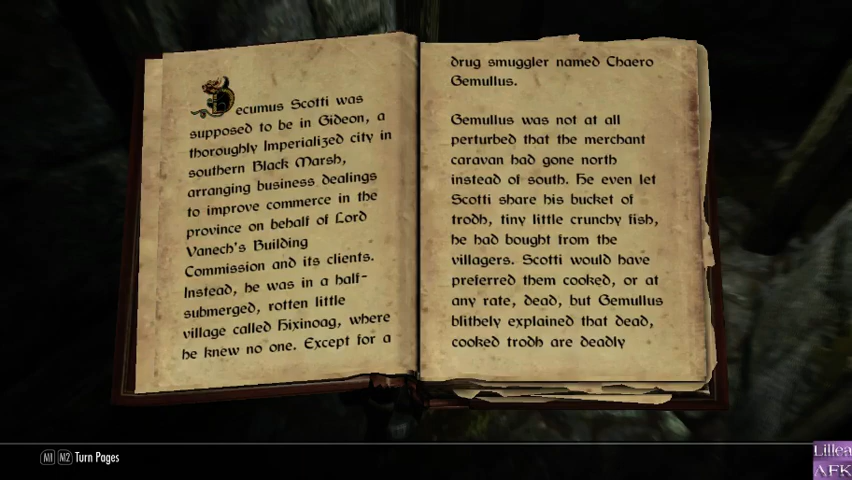 Decumus Scotti was
supposed to be in Gideon, a
thoroughly Imperialized city in
southern Black Marsh,
arranging business dealings
to improve commerce in the
province on behalf of Lord
Vanech's Building
Commission and its clients.
Instead, he was in a half-
submerged, rotten little
village called Hixinoag, where
he knew no one. Except for a
drug smuggler named Chaero
Gemullus.
Gemullus was not at all
perturbed that the merchant
caravan had gone north
instead of south. He even let
Scotti share his bucket of
trodh, tiny little crunchy fish,
he had bought from the
villagers. Scotti would have
preferred them cooked, or at
any rate, dead, but Gemullus
blithely explained that dead,
cooked trodh are deadly
M1 M2 Turn Pages
Lillea
AFK